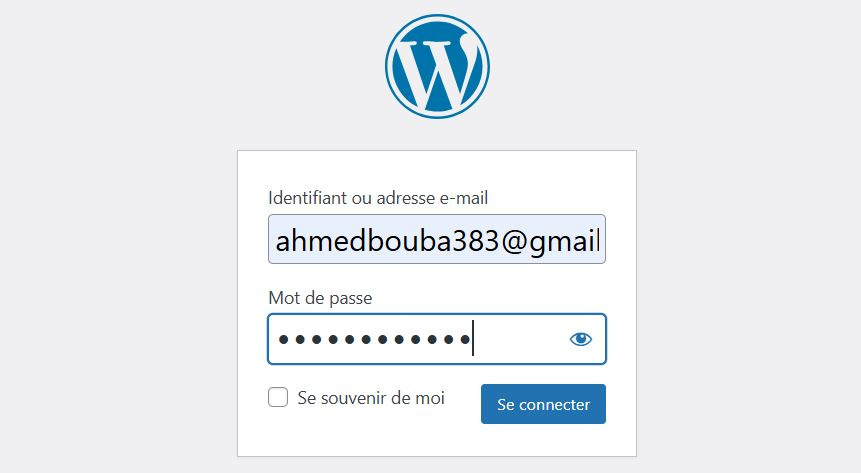 Identifiant ou adresse e-mail
ahmedbouba383@gmail
Mot de passe
••••••••••••
Se souvenir de moi
Se connecter